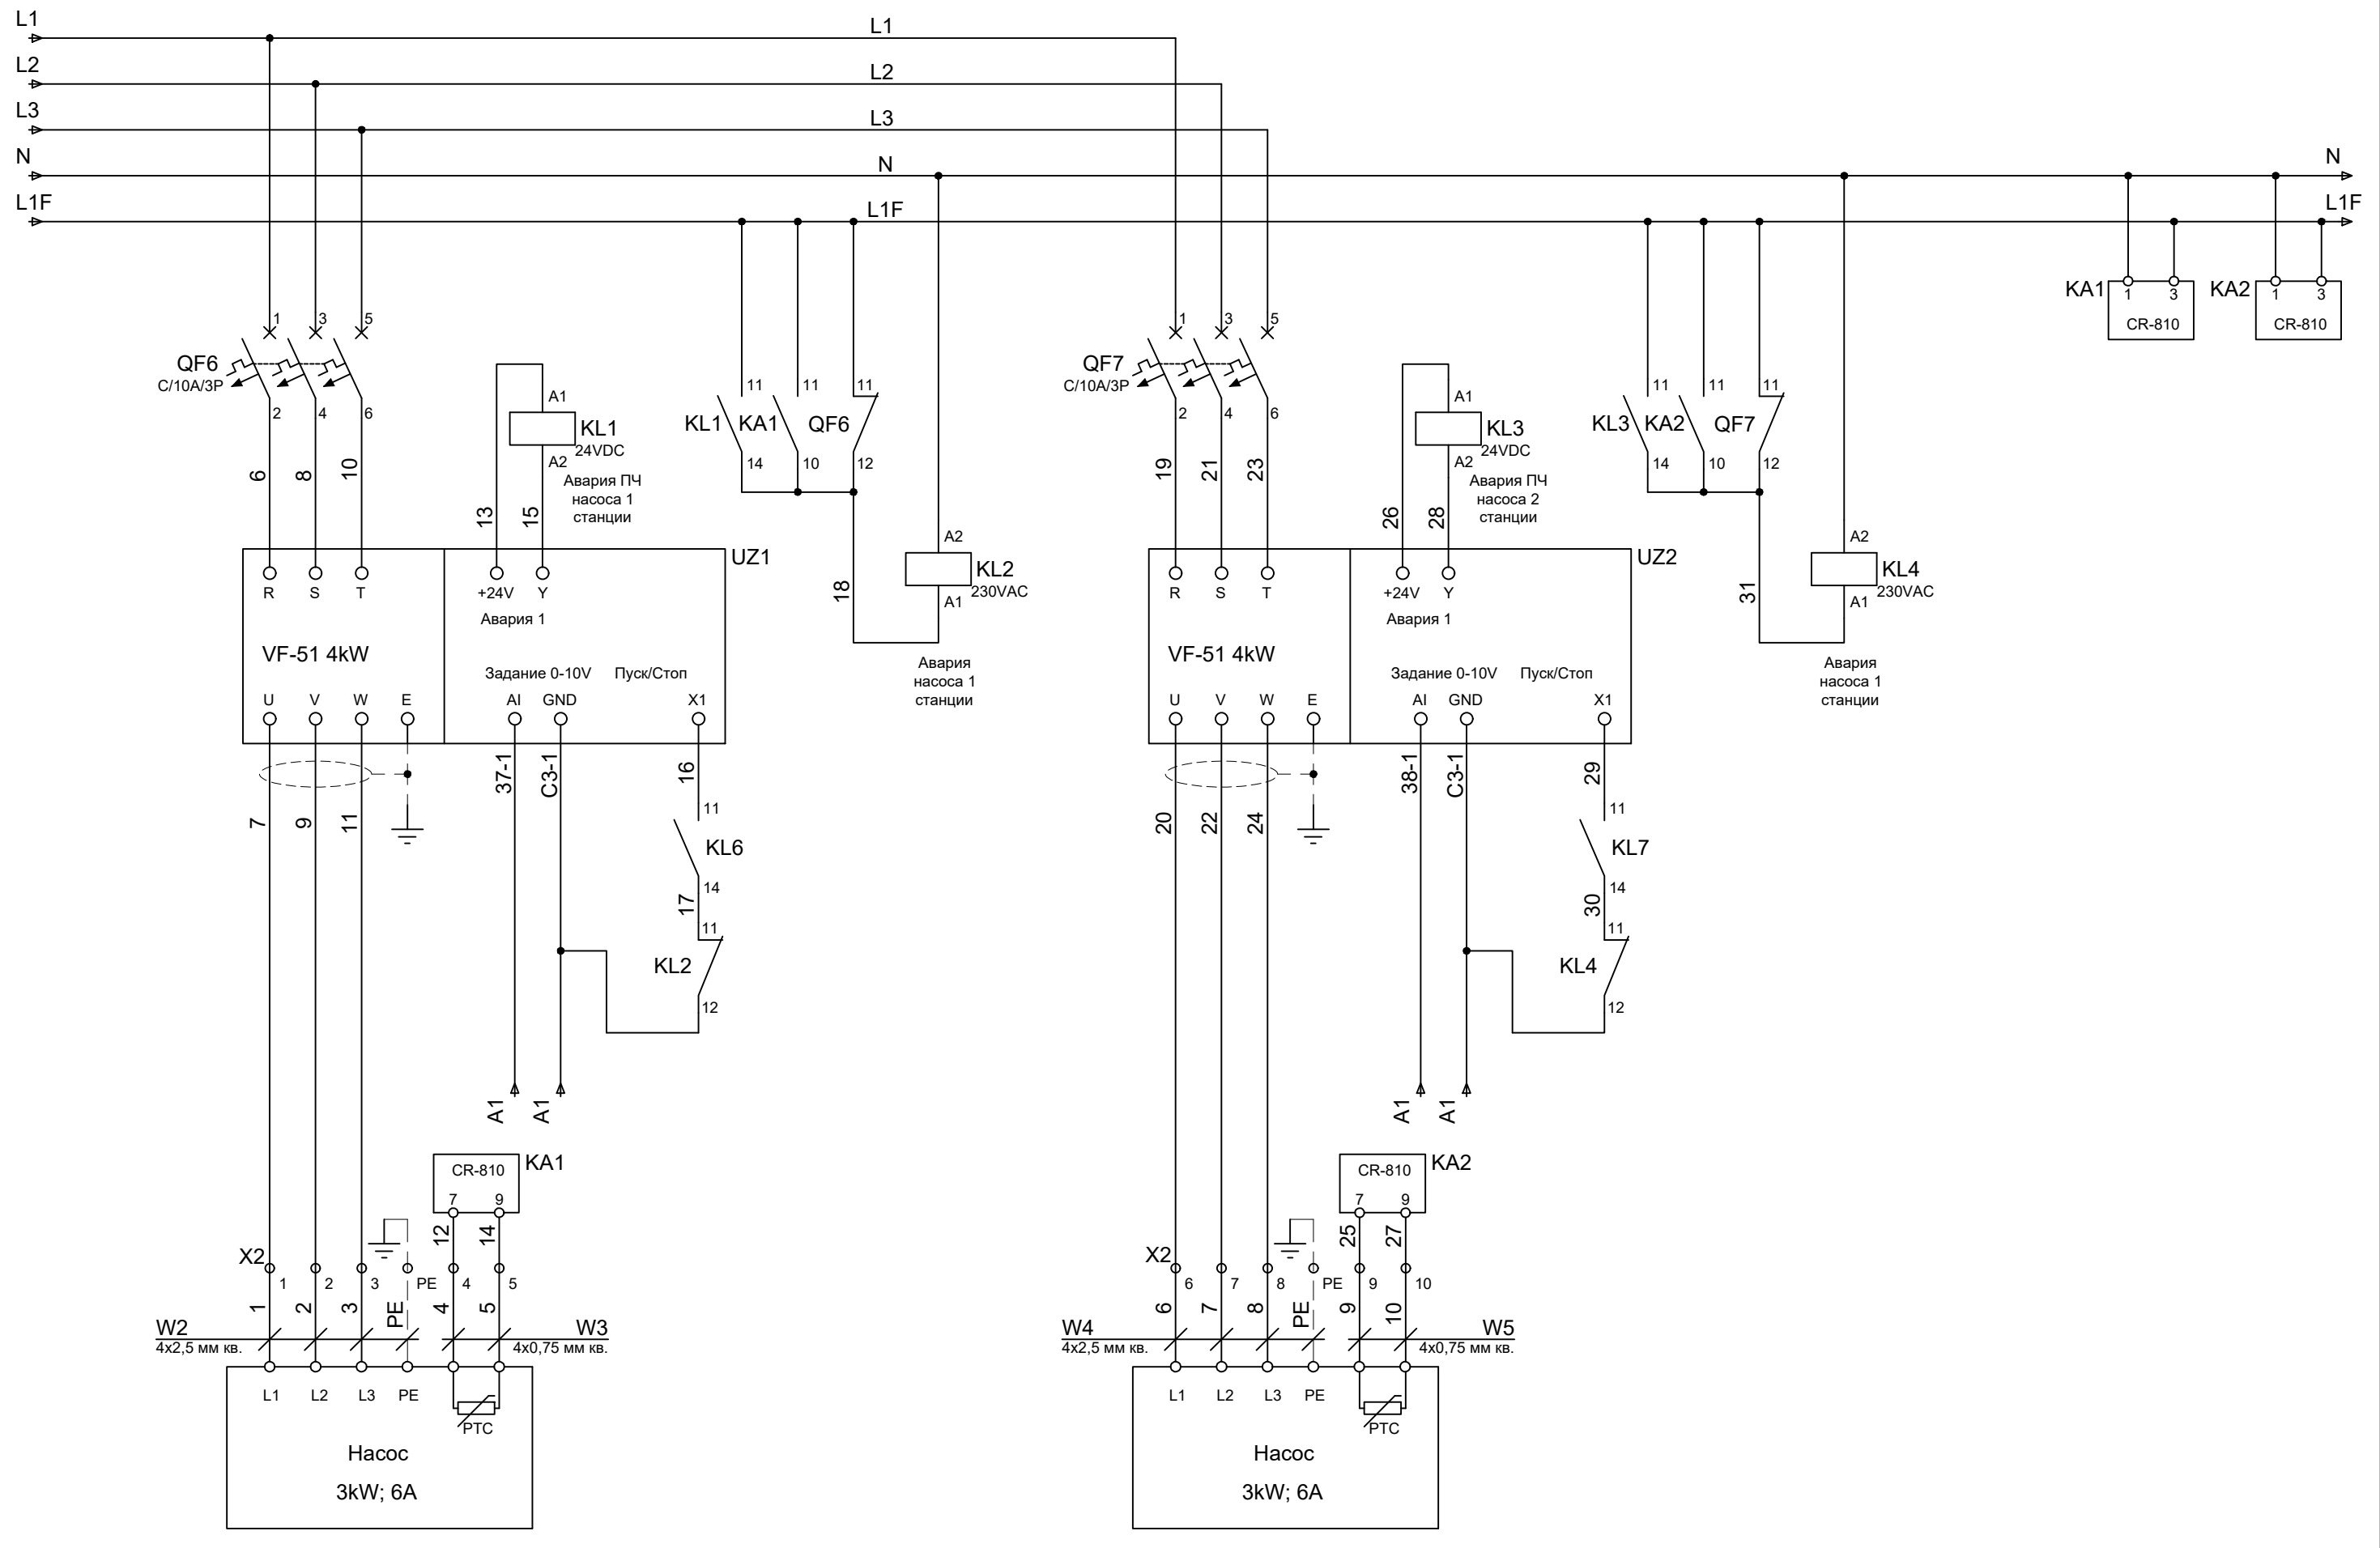 L1
L1
L2
L2
L3
L3
N
N
N
L1F
L1F
L1F
KA1
1
3
CR-810
KA2
1
3
CR-810
QF6
C/10A/3P
1
3
5
2
4
6
6
8
10
A1
KL1
24VDC
A2
Авария ПЧ
насоса 1
станции
13
15
KL1
11
14
KA1
11
10
QF6
11
12
18
A2
KL2
230VAC
A1
Авария
насоса 1
станции
UZ1
R
S
T
+24V
Y
Авария 1
VF-51 4kW
Задание 0-10V
Пуск/Стоп
U
V
W
E
AI
GND
X1
7
9
11
37-1
C3-1
16
11
KL6
14
17
11
KL2
12
A1
A1
CR-810
KA1
7
9
12
14
X2
1
2
3
PE
4
5
1
2
3
PE
4
5
W2
4x2,5 мм кв.
W3
4x0,75 мм кв.
L1
L2
L3
PE
PTC
Насос
3kW; 6A
QF7
C/10A/3P
1
3
5
2
4
6
19
21
23
A1
KL3
24VDC
A2
Авария ПЧ
насоса 2
станции
26
28
KL3
11
14
KA2
11
10
QF7
11
12
31
A2
KL4
230VAC
A1
Авария
насоса 1
станции
UZ2
R
S
T
+24V
Y
Авария 1
VF-51 4kW
Задание 0-10V
Пуск/Стоп
U
V
W
E
AI
GND
X1
20
22
24
38-1
C3-1
29
11
KL7
14
30
11
KL4
12
A1
A1
CR-810
KA2
7
9
25
27
X2
6
7
8
PE
9
10
6
7
8
PE
9
10
W4
4x2,5 мм кв.
W5
4x0,75 мм кв.
L1
L2
L3
PE
PTC
Насос
3kW; 6A